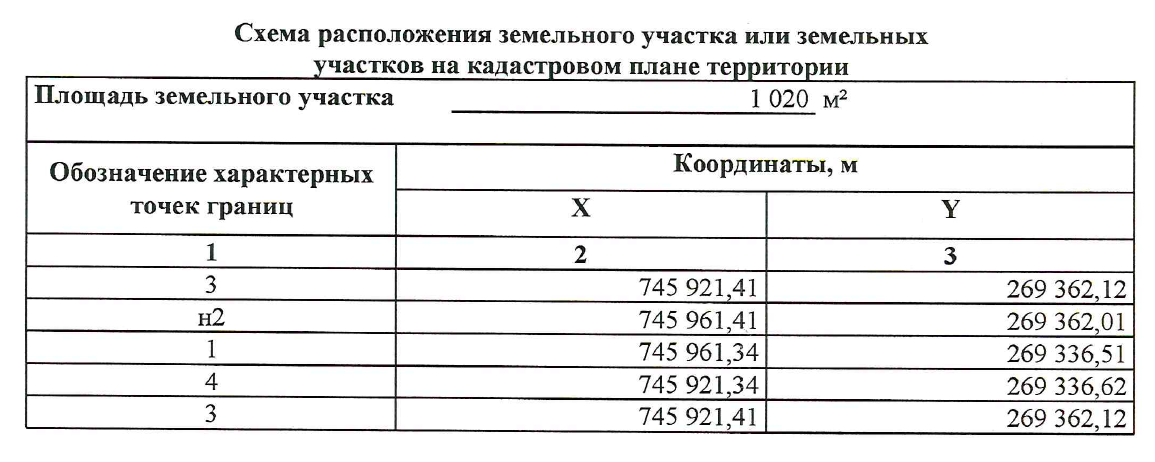 Схема расположения земельного участка или земельных
участков на кадастровом плане территории
Площадь земельного участка 1 020 м²
Обозначение характерных
точек границ
Координаты, м
X Y
1 2 3
3 745 921,41 269 362,12
н2 745 961,41 269 362,01
1 745 961,34 269 336,51
4 745 921,34 269 336,62
3 745 921,41 269 362,12